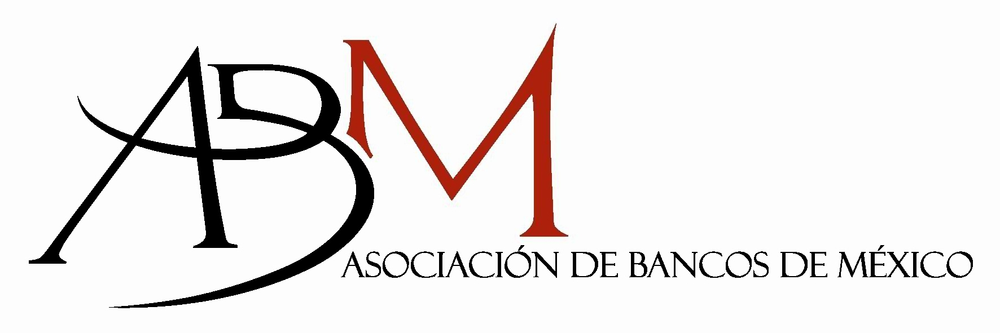 ABM
ASOCIACIÓN DE BANCOS DE MÉXICO